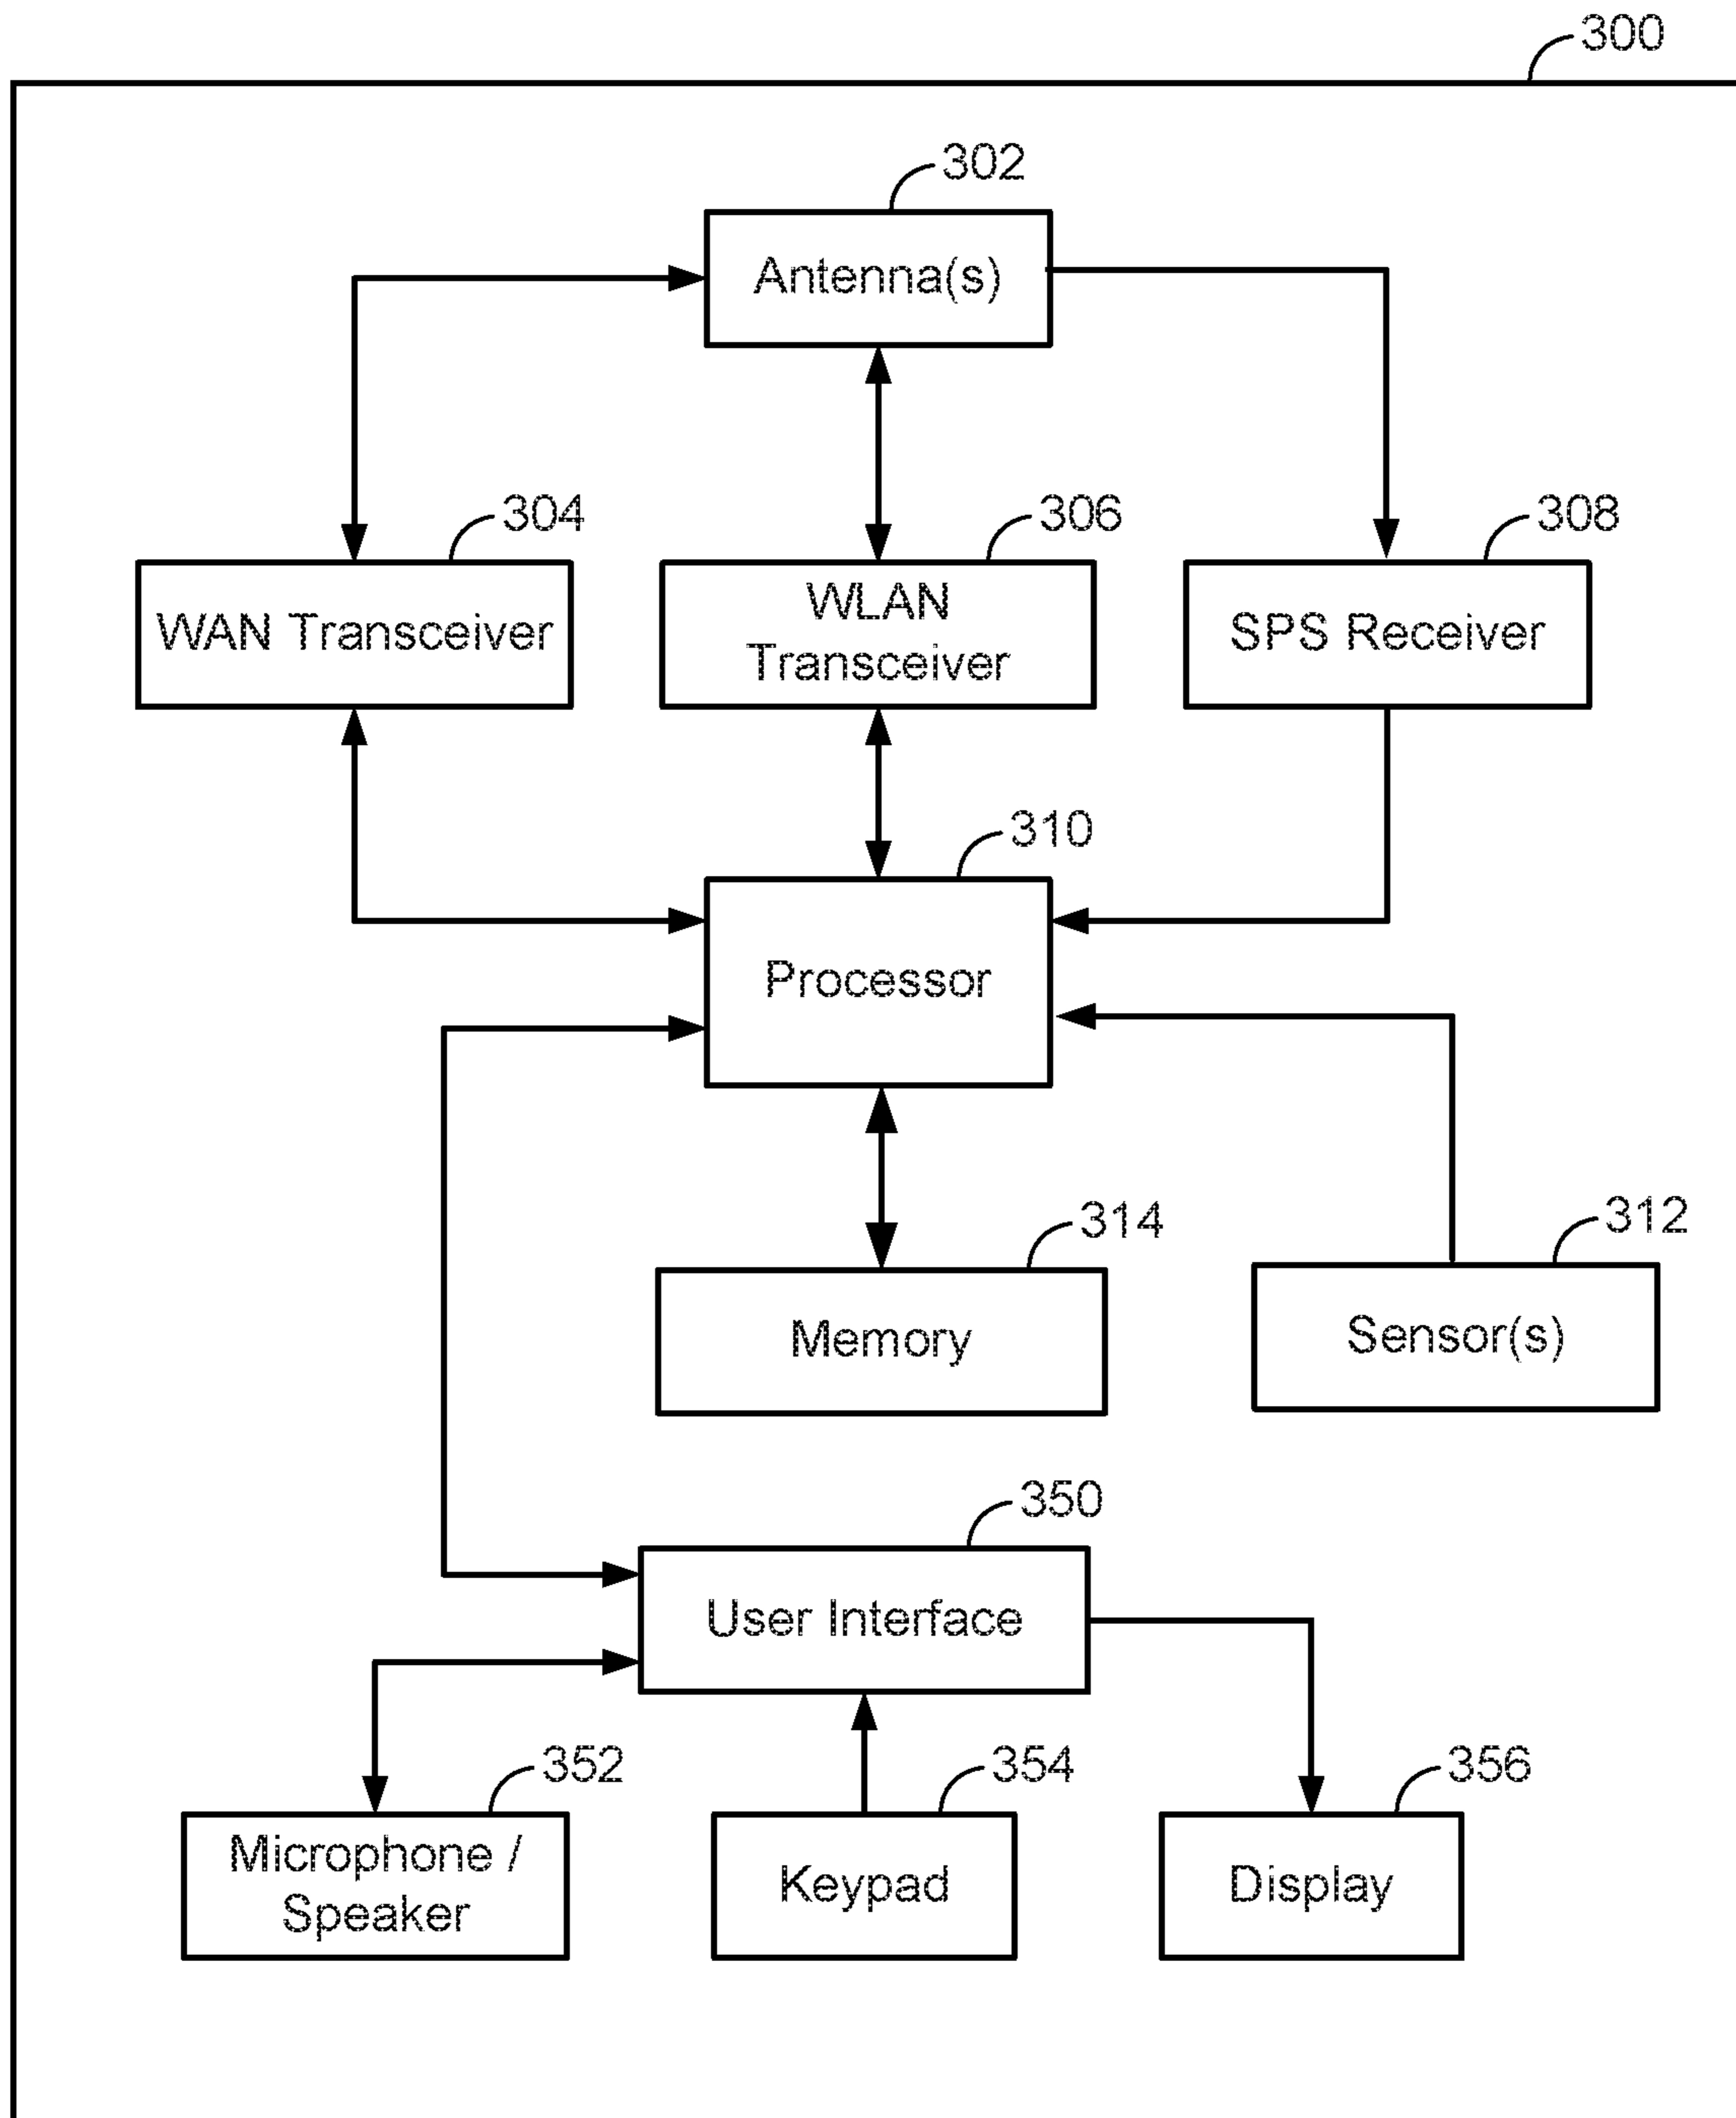 300
302
Antenna(s)
304
306
308
WAN Transceiver
WLAN
Transceiver
SPS Receiver
310
Processor
314
312
Memory
Sensor(s)
350
User Interface
352
354
356
Microphone /
Speaker
Keypad
Display